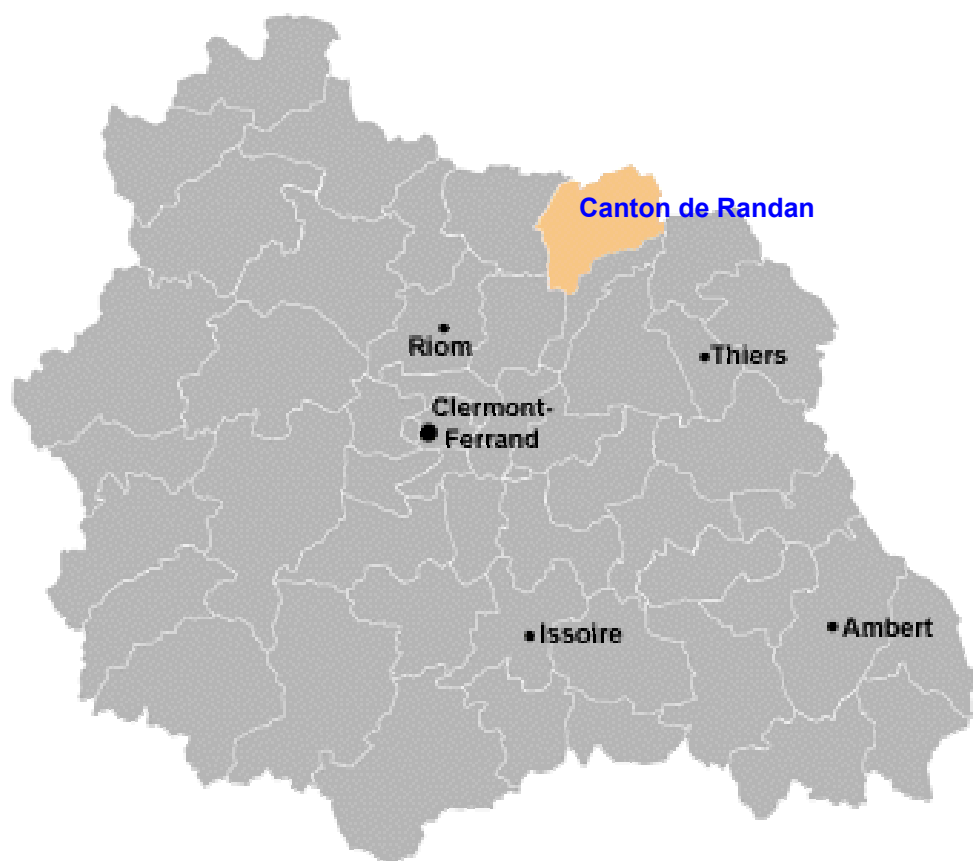 Canton de Randan
Riom
Thiers
Clermont-
Ferrand
Issoire
Ambert